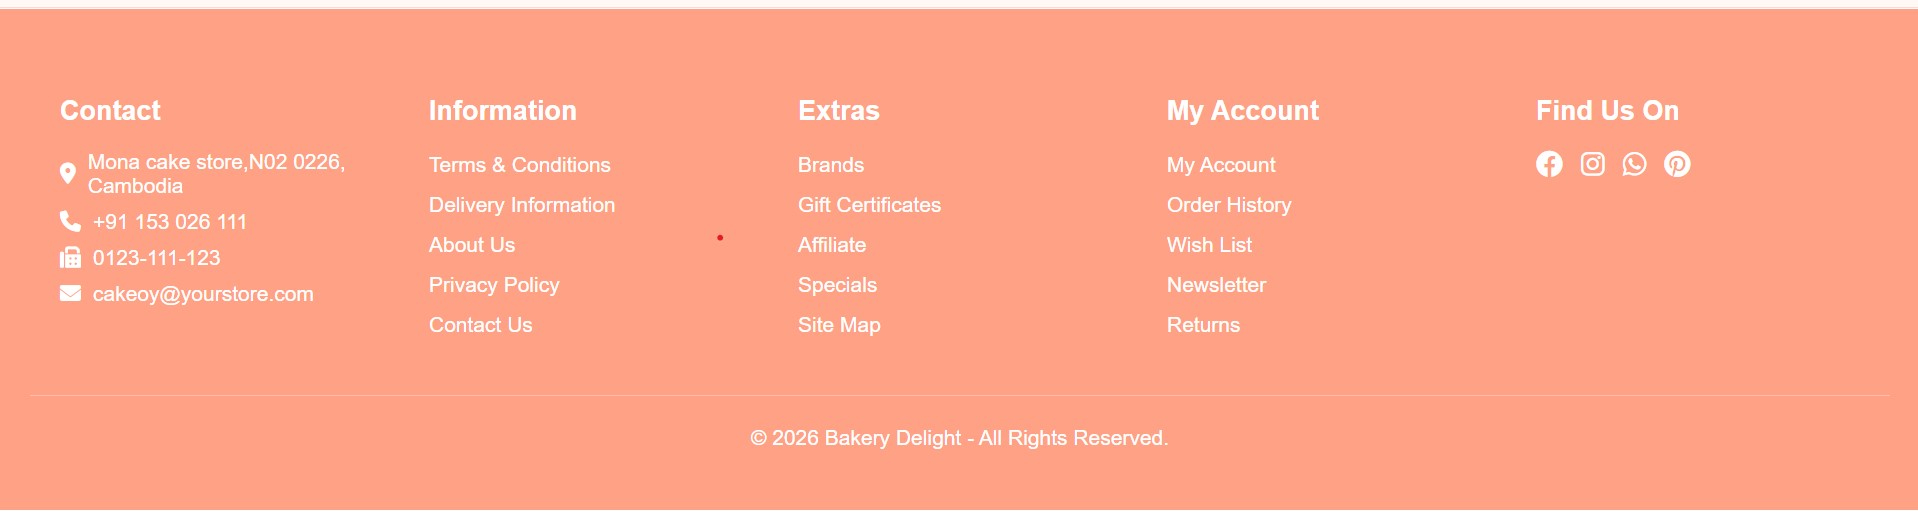 Contact
Mona cake store,N02 0226,
Cambodia
+91 153 026 111
0123-111-123
cakeoy@yourstore.com
Information
Terms & Conditions
Delivery Information
About Us
Privacy Policy
Contact Us
Extras
Brands
Gift Certificates
Affiliate
Specials
Site Map
My Account
My Account
Order History
Wish List
Newsletter
Returns
Find Us On
© 2026 Bakery Delight - All Rights Reserved.